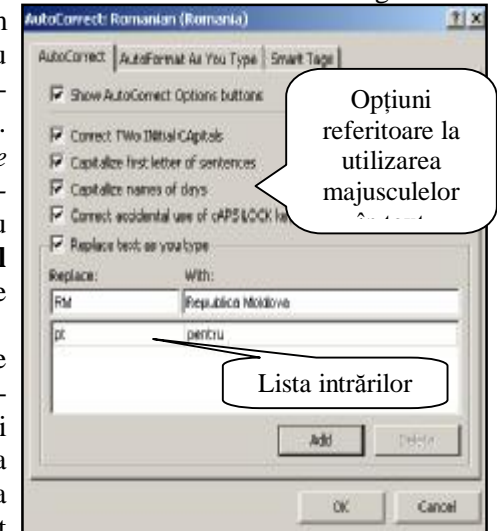 AutoCorrect: Romanian (Romania)
AutoCorrect
AutoFormat As You Type
Smart Tags
Show AutoCorrect Options buttons
Correct TWo INitial CApitals
Capitalize first letter of sentences
Capitalize names of days
Correct accidental use of cAPS LOCK
Opțiuni
referitoare la
utilizarea
majusculelor
Replace text as you type
Replace:
With:
RM
Republica Moldova
pt
pentru
Lista intrărilor
Add
Delete
OK
Cancel